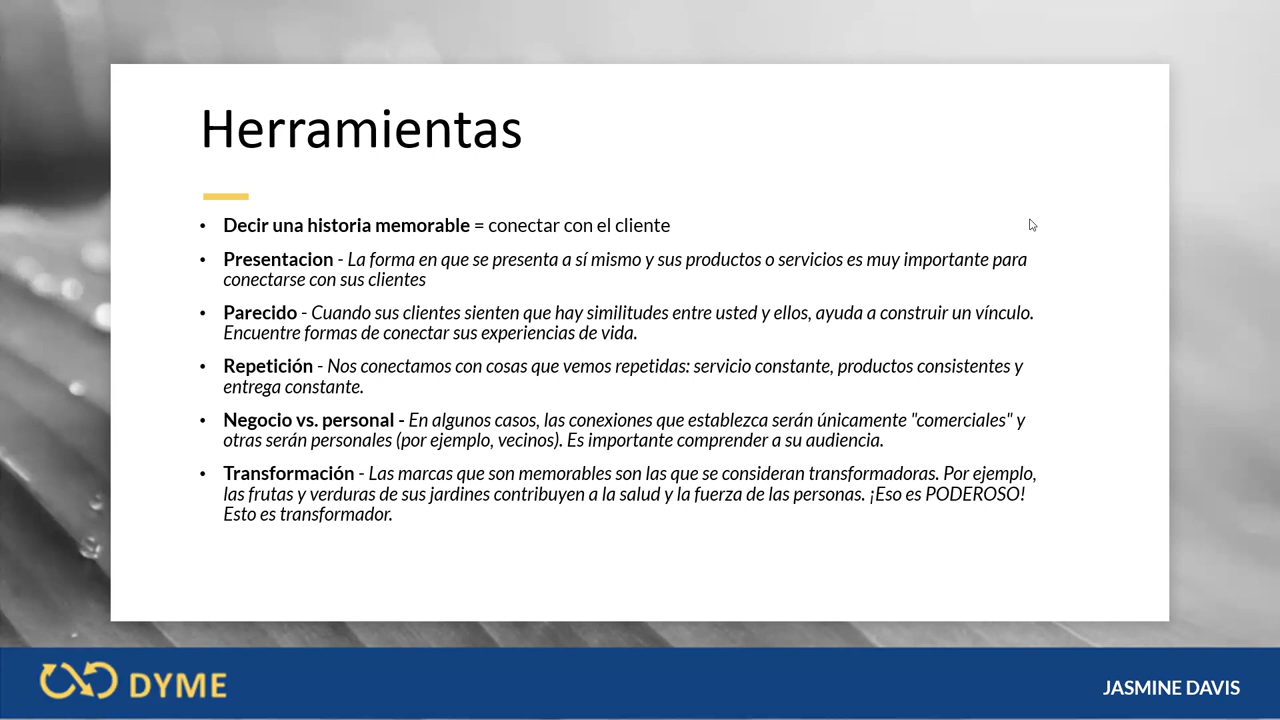 Herramientas
• Decir una historia memorable = conectar con el cliente
• Presentacion - La forma en que se presenta a sí mismo y sus productos o servicios es muy importante para
conectarse con sus clientes
• Parecido - Cuando sus clientes sienten que hay similitudes entre usted y ellos, ayuda a construir un vínculo.
Encuentre formas de conectar sus experiencias de vida.
• Repetición - Nos conectamos con cosas que vemos repetidas: servicio constante, productos consistentes y
entrega constante.
• Negocio vs. personal - En algunos casos, las conexiones que establezca serán únicamente "comerciales" y
otras serán personales (por ejemplo, vecinos). Es importante comprender a su audiencia.
• Transformación - Las marcas que son memorables son las que se consideran transformadoras. Por ejemplo,
las frutas y verduras de sus jardines contribuyen a la salud y la fuerza de las personas. ¡Eso es PODEROSO!
Esto es transformador.
DYME
JASMINE DAVIS